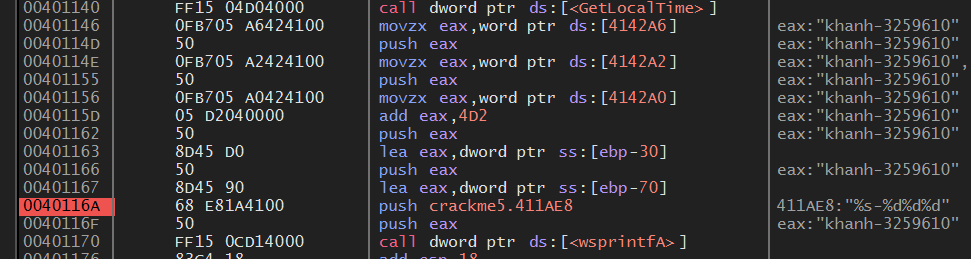 00401140 FF15 04D04000 call dword ptr ds:[<GetLocalTime>]
00401146 0FB705 A6424100 movzx eax,word ptr ds:[4142A6] eax:"khanh-3259610"
0040114D 50 push eax eax:"khanh-3259610"
0040114E 0FB705 A2424100 movzx eax,word ptr ds:[4142A2] eax:"khanh-3259610",
00401155 50 push eax eax:"khanh-3259610"
00401156 0FB705 A0424100 movzx eax,word ptr ds:[4142A0] eax:"khanh-3259610"
0040115D 05 D2040000 add eax,4D2 eax:"khanh-3259610"
00401162 50 push eax eax:"khanh-3259610"
00401163 8D45 D0 lea eax,dword ptr ss:[ebp-30]
00401166 50 push eax eax:"khanh-3259610"
00401167 8D45 90 lea eax,dword ptr ss:[ebp-70]
0040116A 68 E81A4100 push crackme5.411AE8 411AE8:"%s-%d%d%d"
0040116F 50 push eax eax:"khanh-3259610"
00401170 FF15 0CD14000 call dword ptr ds:[<wsprintfA>]
00401176 83C4 18 add esp,18